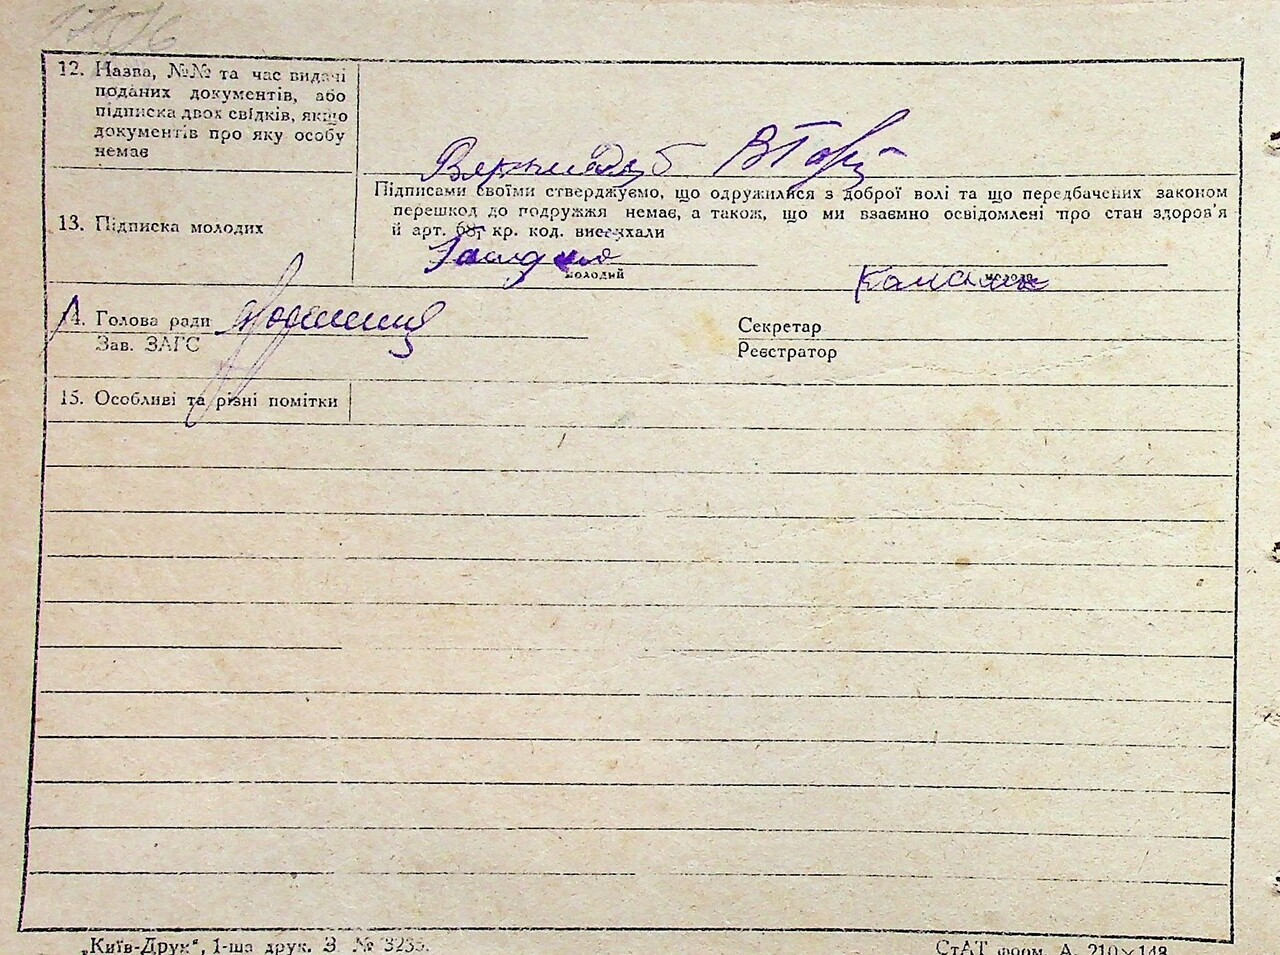 12. Назва, №№ та час видачі
поданих документів, або
підписка двох свідків, якщо
документів про яку особу
немає
Підписами своїми стверджуємо, що одружилися з доброї волі та що передбачених законом
перешкод до подружжя немає, а також, що ми взаємно освідомлені про стан здоров'я
13. Підписка молодих
й арт. кр. код. вислухали
молодий
молода
14. Голова ради
Зав. ЗАГС
Секретар
Реєстратор
15. Особливі та різні помітки
„Київ-Друк“, 1-ша друк. З. № 3235.
СтАТ форм. А. 210×148